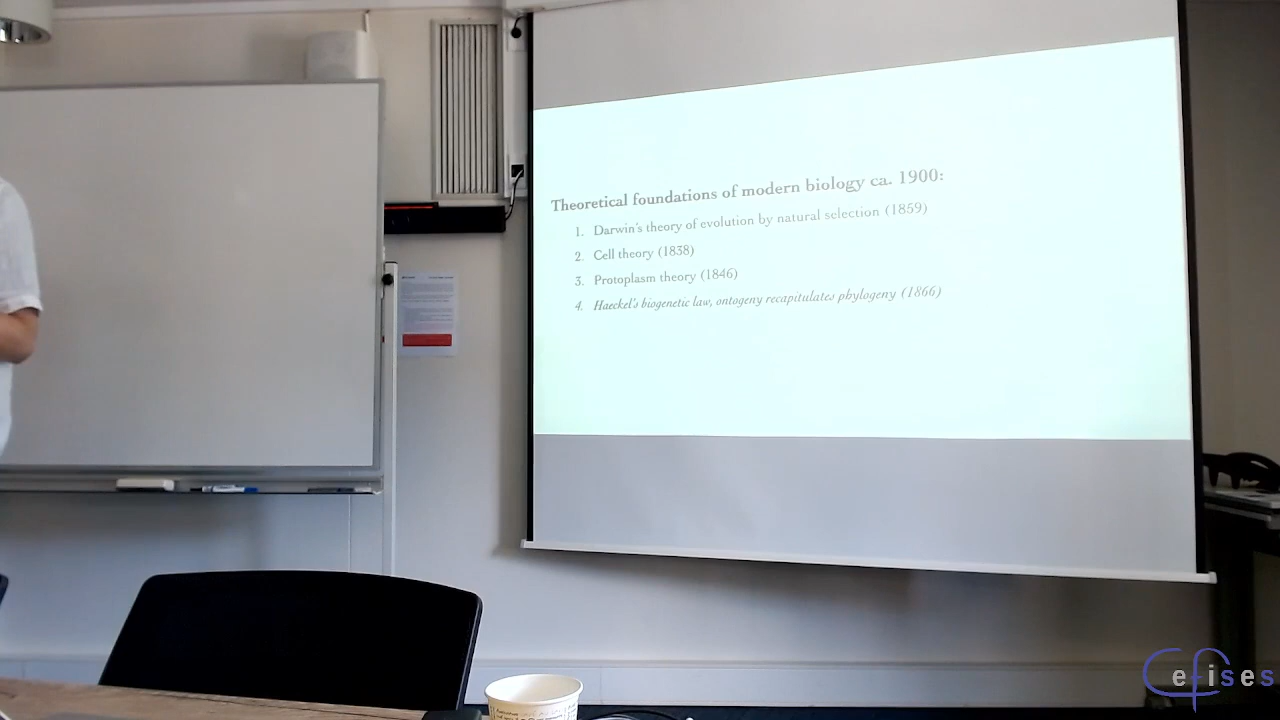 Theoretical foundations of modern biology ca. 1900:
1. Darwin's theory of evolution by natural selection (1859)
2. Cell theory (1838)
3. Protoplasm theory (1846)
4. Haeckel's biogenetic law, ontogeny recapitulates phylogeny (1866)
Cefises